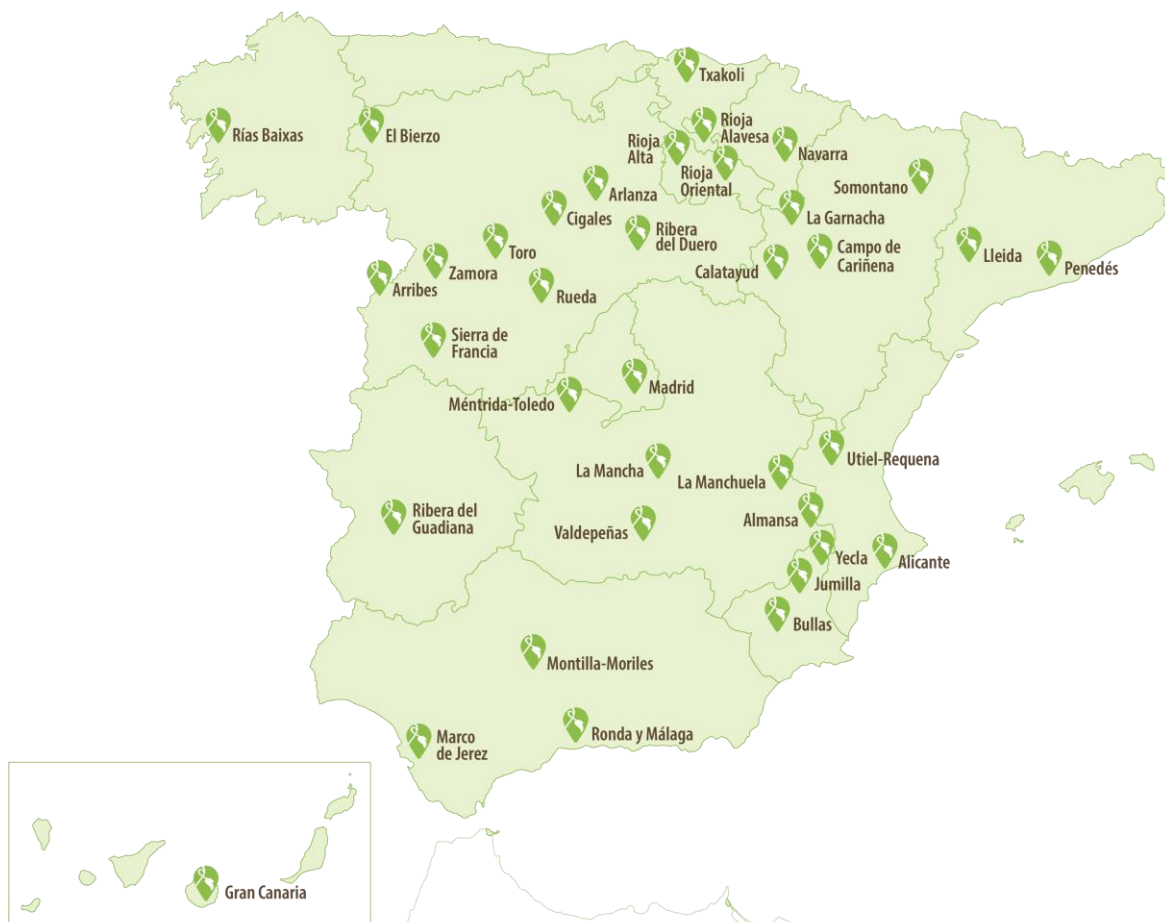 Txakoli
Rías Baixas
El Bierzo
Rioja
Alavesa
Rioja
Alta
Navarra
Rioja
Oriental
Somontano
Arlanza
Cigales
La Garnacha
Ribera
del Duero
Toro
Campo de
Cariñena
Lleida
Penedés
Zamora
Calatayud
Arribes
Rueda
Sierra de
Francia
Madrid
Méntrida-Toledo
Utiel-Requena
La Mancha
La Manchuela
Ribera del
Guadiana
Almansa
Valdepeñas
Yecla
Alicante
Jumilla
Bullas
Montilla-Moriles
Ronda y Málaga
Marco
de Jerez
Gran Canaria